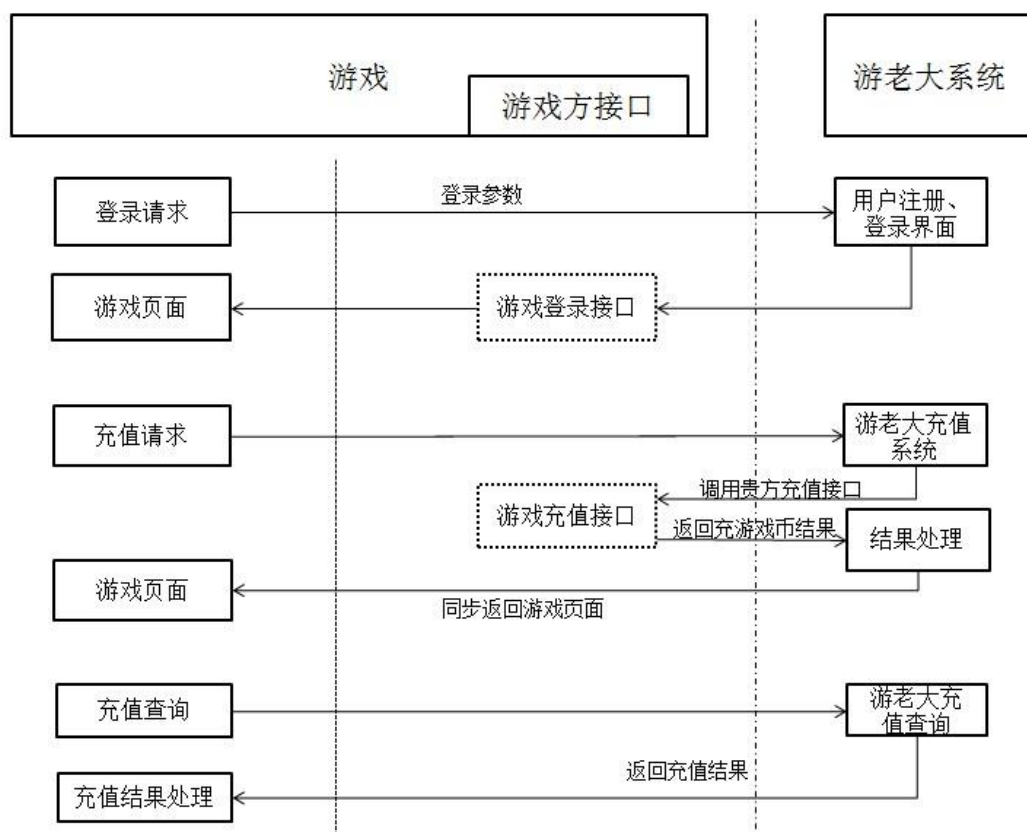 游戏
游戏方接口
游老大系统
登录请求
登录参数
用户注册、
登录界面
游戏页面
游戏登录接口
充值请求
游老大充值
系统
调用贵方充值接口
游戏充值接口
返回充游戏币结果
结果处理
游戏页面
同步返回游戏页面
充值查询
游老大充
值查询
返回充值结果
充值结果处理